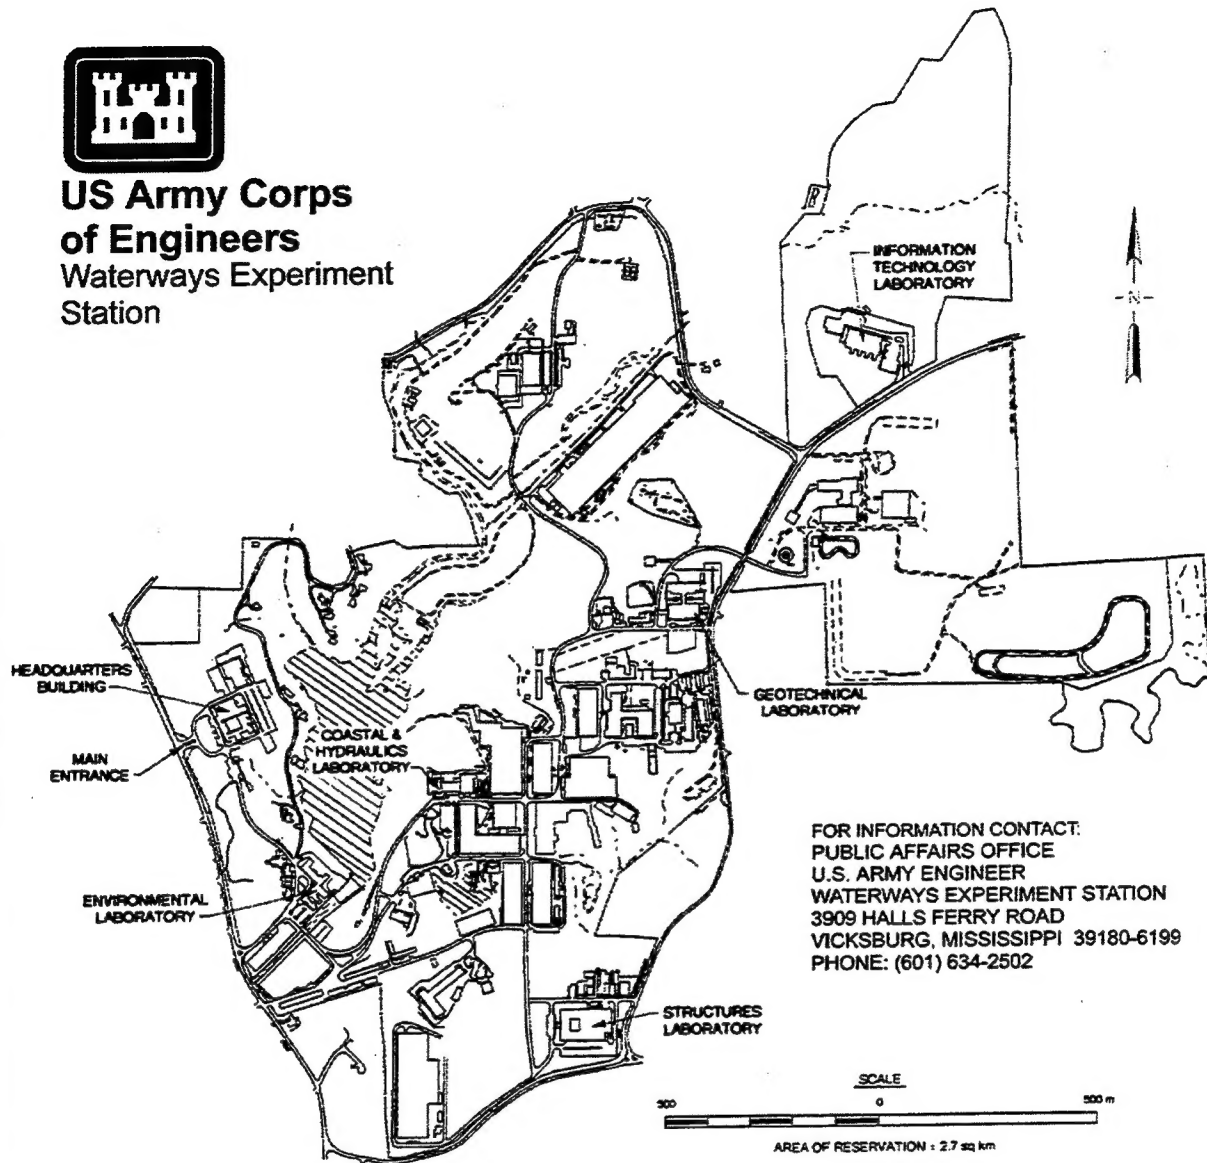 US Army Corps
of Engineers
Waterways Experiment
Station
INFORMATION
TECHNOLOGY
LABORATORY
N
HEADQUARTERS
BUILDING
MAIN
ENTRANCE
COASTAL &
HYDRAULICS
LABORATORY
GEOTECHNICAL
LABORATORY
ENVIRONMENTAL
LABORATORY
STRUCTURES
LABORATORY
FOR INFORMATION CONTACT:
PUBLIC AFFAIRS OFFICE
U.S. ARMY ENGINEER
WATERWAYS EXPERIMENT STATION
3909 HALLS FERRY ROAD
VICKSBURG, MISSISSIPPI 39180-6199
PHONE: (601) 634-2502
SCALE
500 0 500 m
AREA OF RESERVATION : 2.7 sq km